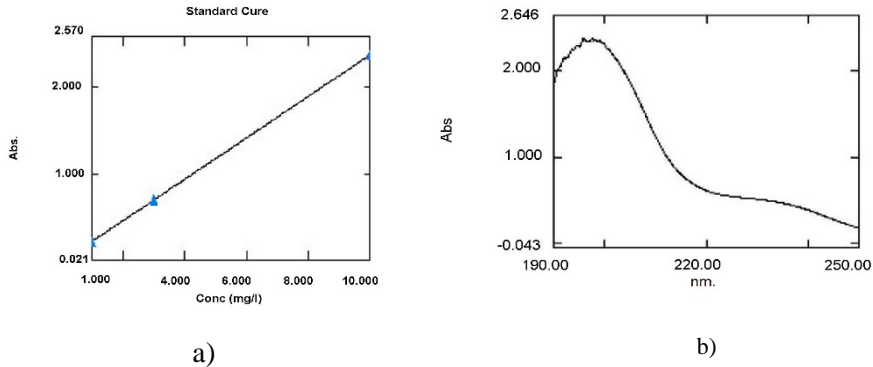 Standard Cure
2.570
2.000
1.000
0.021
Abs.
1.000 4.000 6.000 8.000 10.000
Conc (mg/l)
a)
2.646
2.000
1.000
-0.043
Abs
190.00 220.00 250.00
nm.
b)